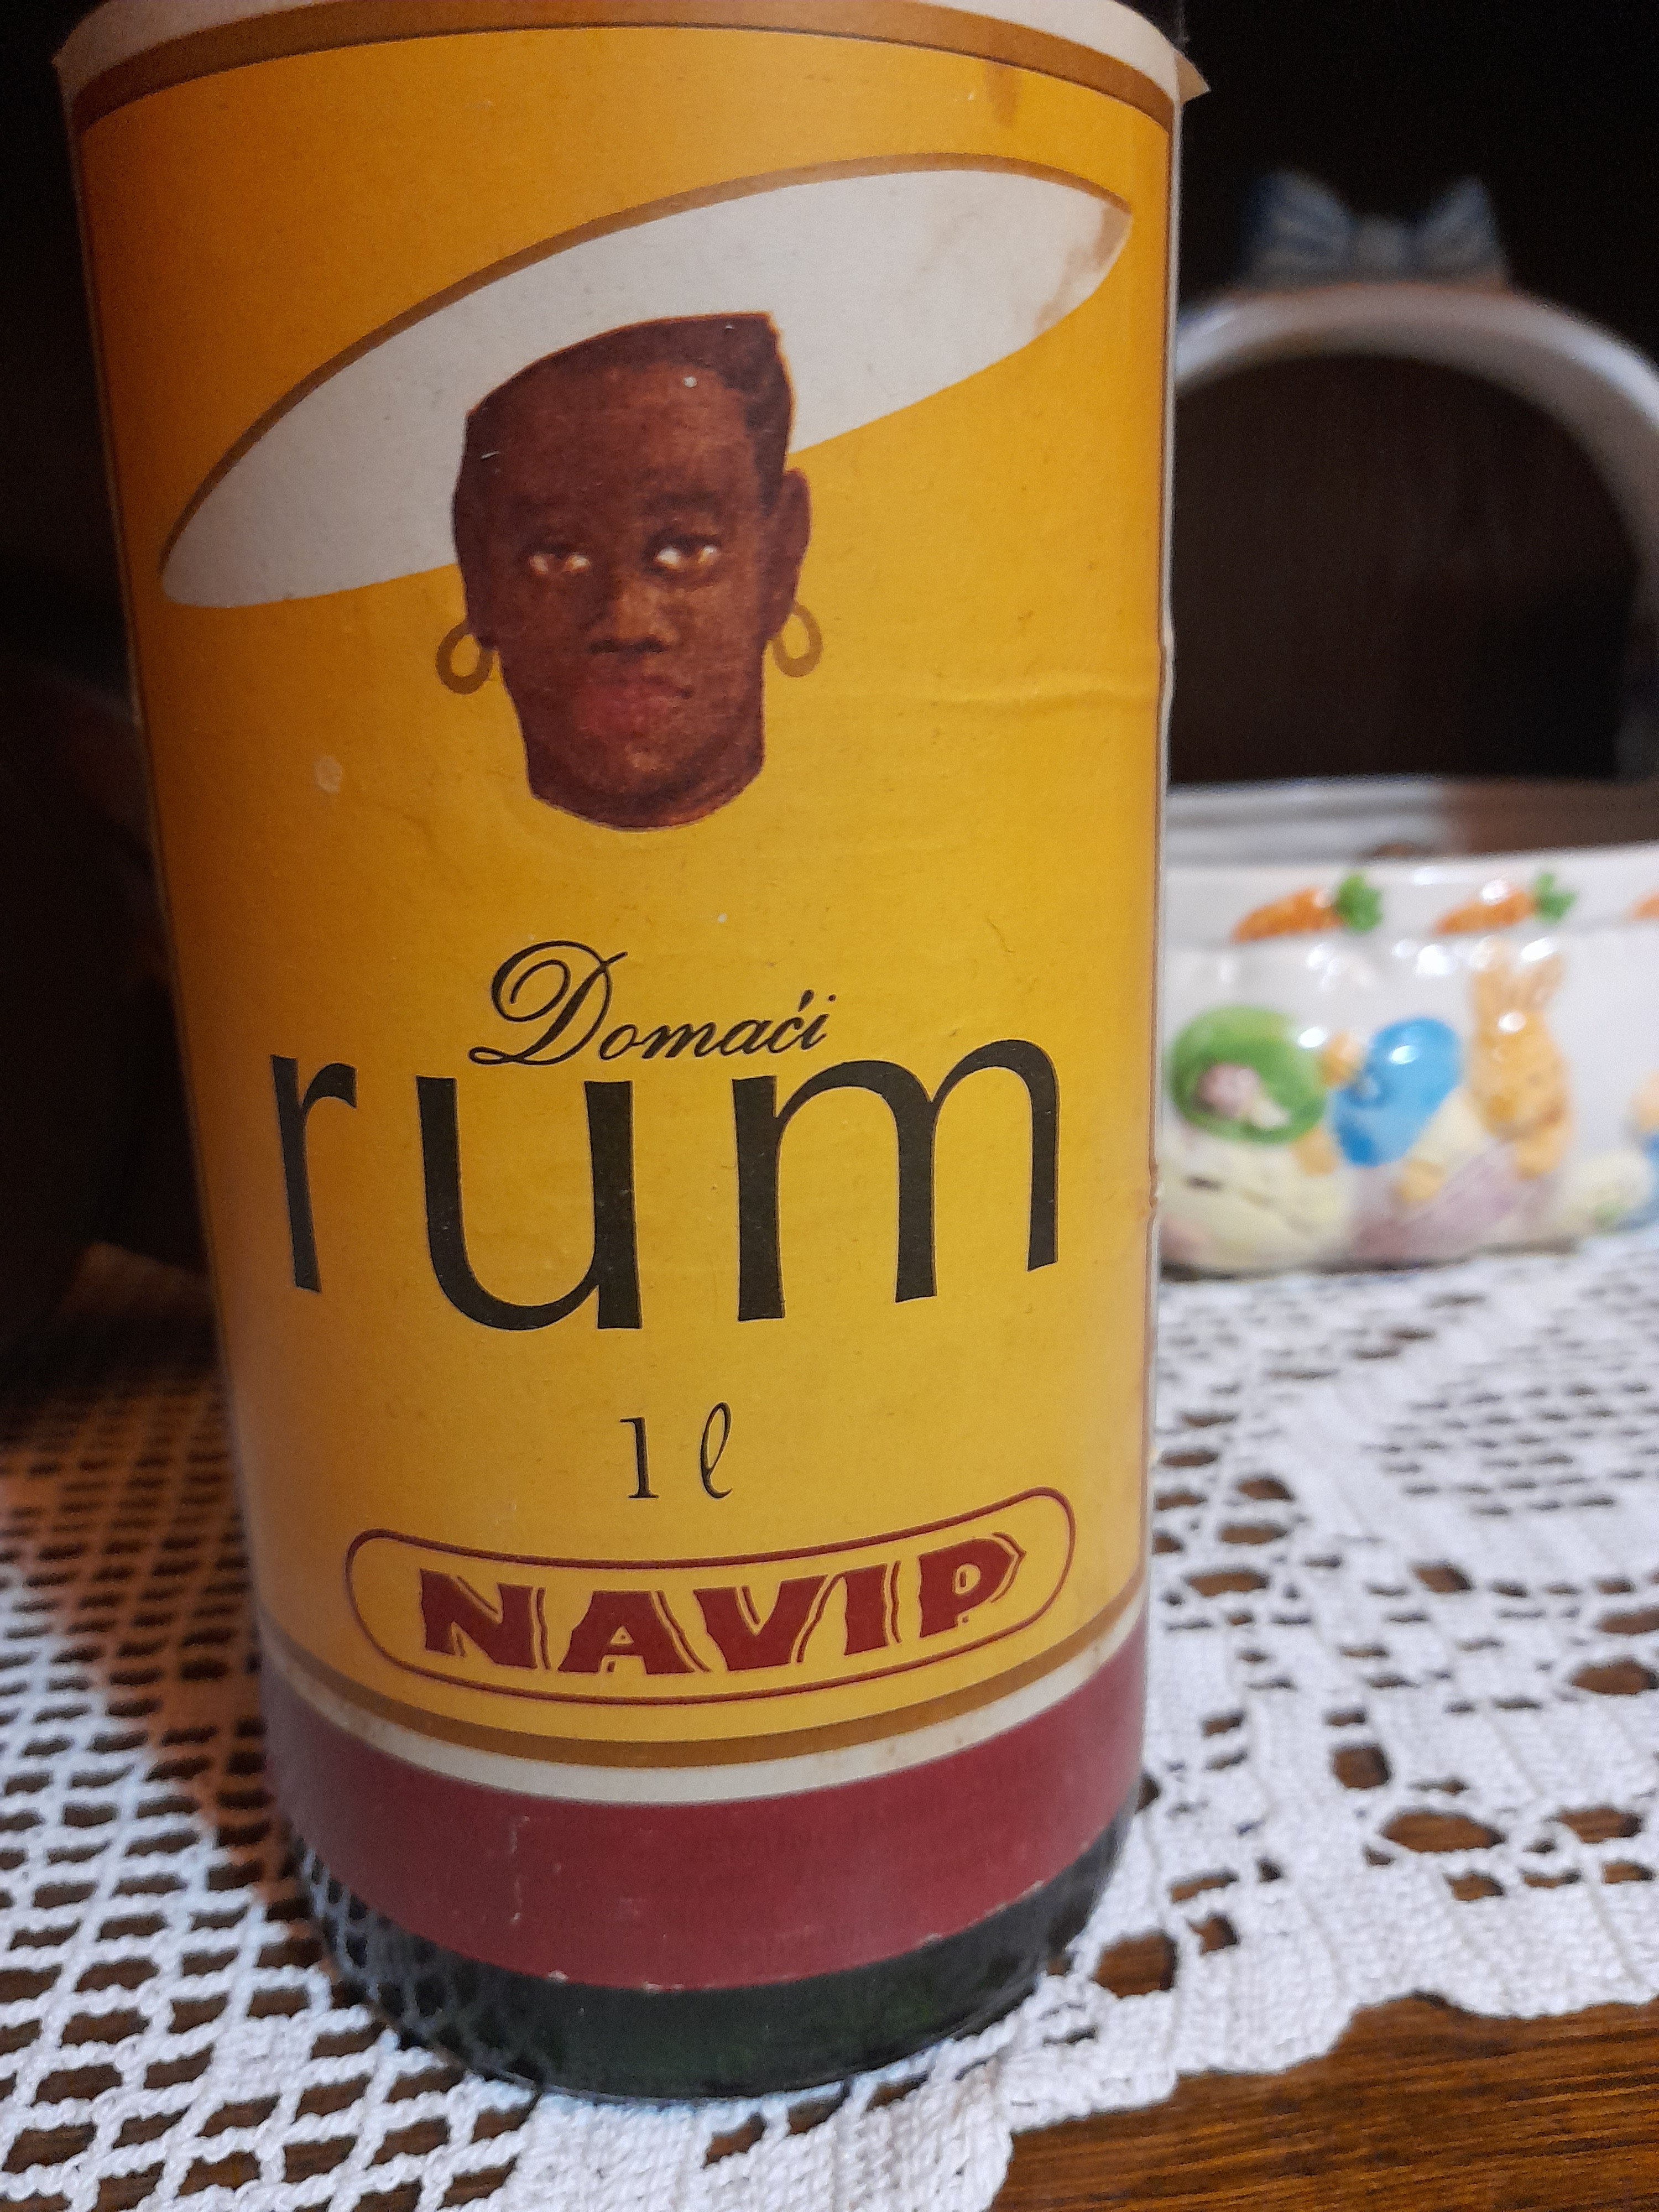 Domaći
rum
1 ℓ
NAVIP